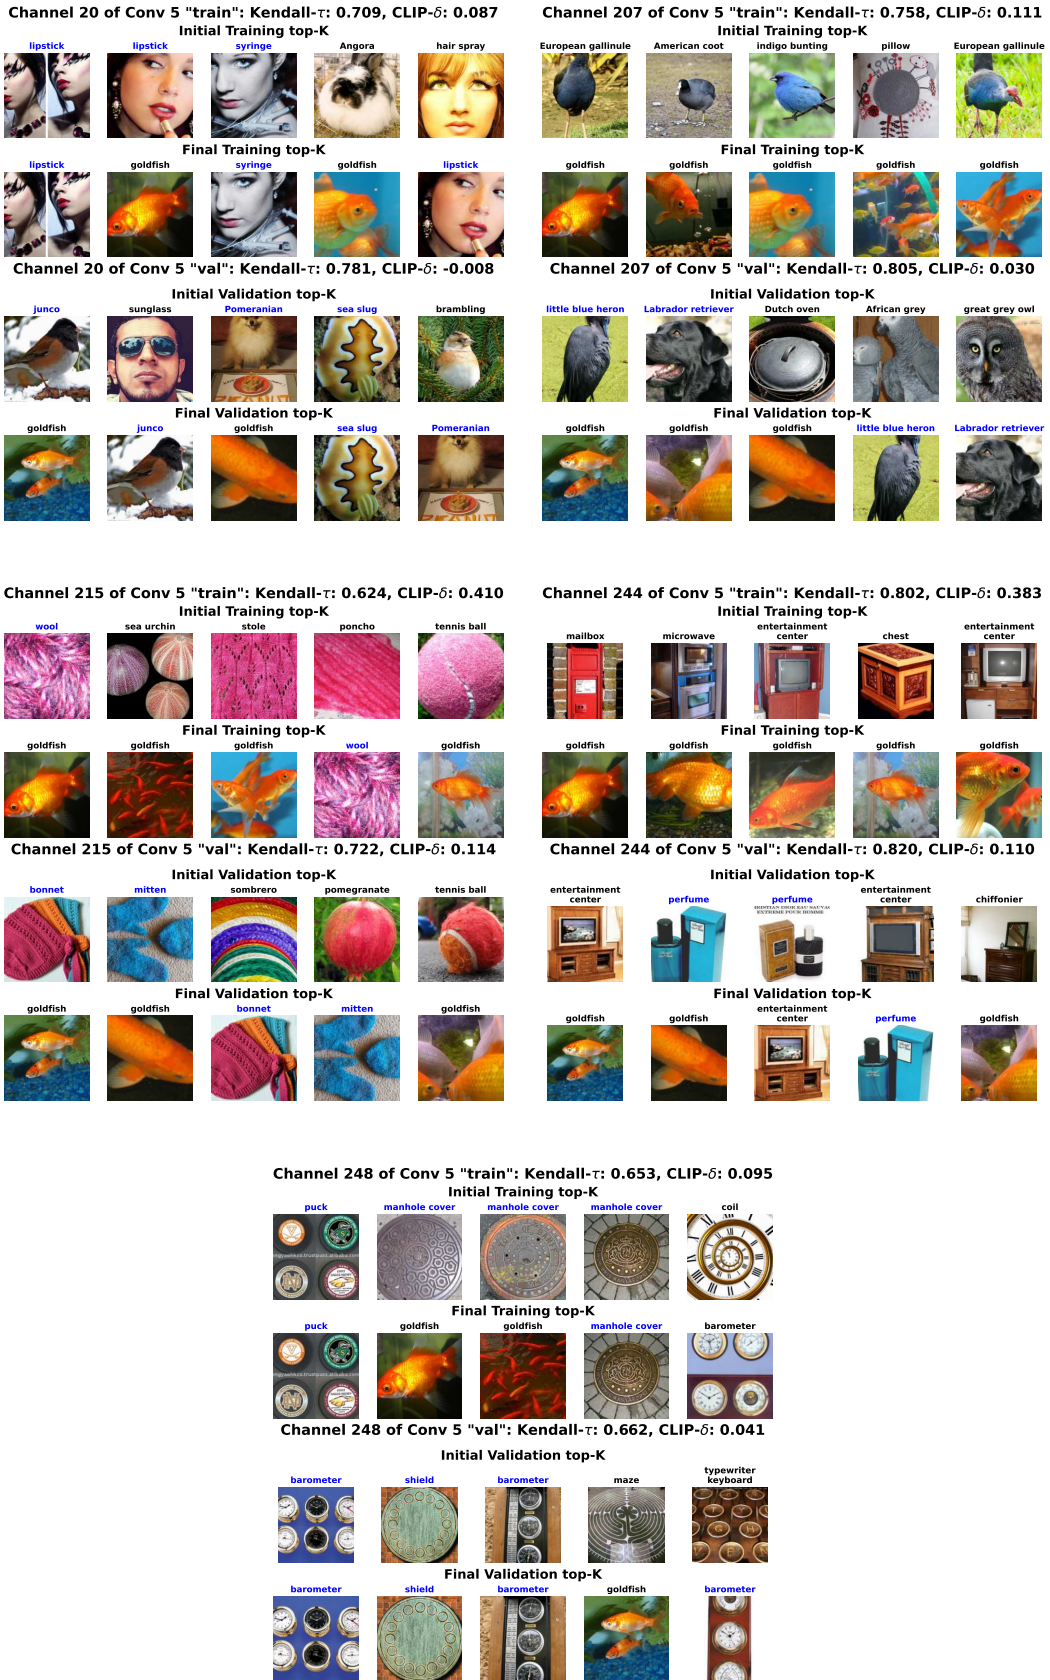 Channel 20 of Conv 5 "train": Kendall-τ: 0.709, CLIP-δ: 0.087
Initial Training top-K
lipstick lipstick syringe Angora hair spray
Final Training top-K
lipstick goldfish syringe goldfish lipstick
Channel 20 of Conv 5 "val": Kendall-τ: 0.781, CLIP-δ: -0.008
Initial Validation top-K
junco sunglass Pomeranian sea slug brambling
Final Validation top-K
goldfish junco goldfish sea slug Pomeranian
Channel 207 of Conv 5 "train": Kendall-τ: 0.758, CLIP-δ: 0.111
Initial Training top-K
European gallinule American coot indigo bunting pillow European gallinule
Final Training top-K
goldfish goldfish goldfish goldfish goldfish
Channel 207 of Conv 5 "val": Kendall-τ: 0.805, CLIP-δ: 0.030
Initial Validation top-K
little blue heron Labrador retriever Dutch oven African grey great grey owl
Final Validation top-K
goldfish goldfish goldfish little blue heron Labrador retriever
Channel 215 of Conv 5 "train": Kendall-τ: 0.624, CLIP-δ: 0.410
Initial Training top-K
wool sea urchin stole poncho tennis ball
Final Training top-K
goldfish goldfish goldfish wool goldfish
Channel 215 of Conv 5 "val": Kendall-τ: 0.722, CLIP-δ: 0.114
Initial Validation top-K
bonnet mitten sombrero pomegranate tennis ball
Final Validation top-K
goldfish goldfish bonnet mitten goldfish
Channel 244 of Conv 5 "train": Kendall-τ: 0.802, CLIP-δ: 0.383
Initial Training top-K
mailbox microwave entertainment center chest entertainment center
Final Training top-K
goldfish goldfish goldfish goldfish goldfish
Channel 244 of Conv 5 "val": Kendall-τ: 0.820, CLIP-δ: 0.110
Initial Validation top-K
entertainment center perfume perfume entertainment center chiffonier
Final Validation top-K
goldfish goldfish entertainment center perfume goldfish
Channel 248 of Conv 5 "train": Kendall-τ: 0.653, CLIP-δ: 0.095
Initial Training top-K
puck manhole cover manhole cover manhole cover coil
Final Training top-K
puck goldfish goldfish manhole cover barometer
Channel 248 of Conv 5 "val": Kendall-τ: 0.662, CLIP-δ: 0.041
Initial Validation top-K
barometer shield barometer maze typewriter keyboard
Final Validation top-K
barometer shield barometer goldfish barometer